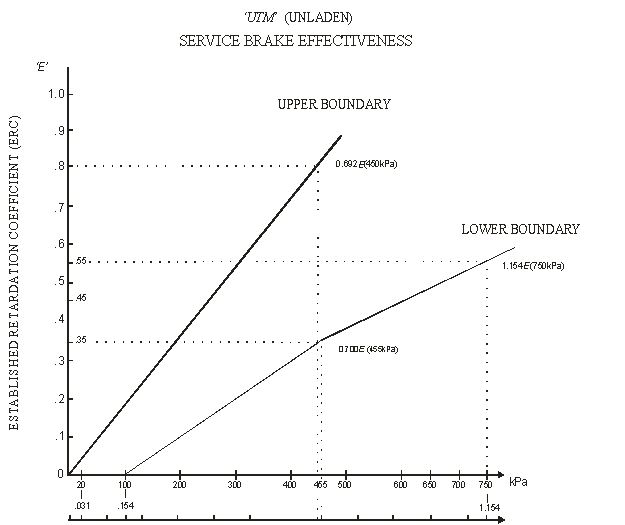 ‘UTM’ (UNLADEN)
SERVICE BRAKE EFFECTIVENESS
‘E’
ESTABLISHED RETARDATION COEFFICIENT (ERC)
1.0
UPPER BOUNDARY
.9
.8
0.692E(450kPa)
.7
.6
LOWER BOUNDARY
.55
1.154E(750kPa)
.5
.45
.4
.35
0.700E (455kPa)
.3
.2
.1
0
20 100 200 300 400 455 500 600 650 700 750 kPa
.031 .154 1.154